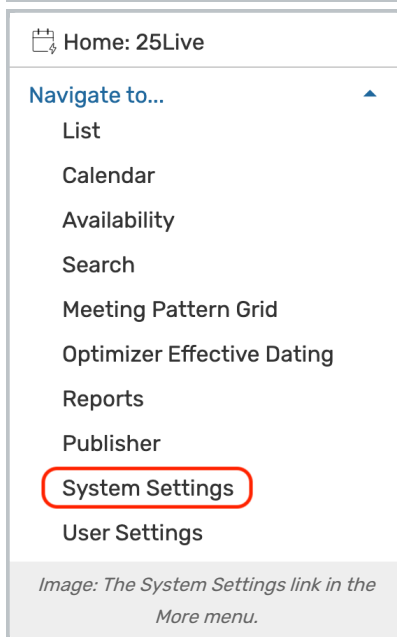 Home: 25Live
Navigate to...
List
Calendar
Availability
Search
Meeting Pattern Grid
Optimizer Effective Dating
Reports
Publisher
System Settings
User Settings
Image: The System Settings link in the
More menu.